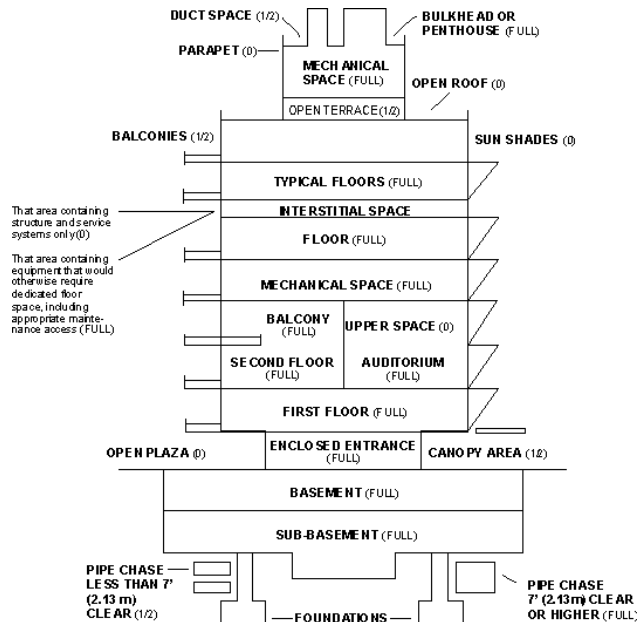 DUCT SPACE (1/2)
BULKHEAD OR
PENTHOUSE (FULL)
PARAPET (0)
MECHANICAL
SPACE (FULL)
OPEN ROOF (0)
OPEN TERRACE (1/2)
BALCONIES (1/2)
SUN SHADES (0)
TYPICAL FLOORS (FULL)
That area containing
structure and service
systems only (0)
INTERSTITIAL SPACE
FLOOR (FULL)
That area containing
equipment that would
otherwise require
dedicated floor
space, including
appropriate mainte-
nance access (FULL)
MECHANICAL SPACE (FULL)
BALCONY
(FULL)
UPPER SPACE (0)
SECOND FLOOR
(FULL)
AUDITORIUM
(FULL)
FIRST FLOOR (FULL)
OPEN PLAZA (0)
ENCLOSED ENTRANCE
(FULL)
CANOPY AREA (1/2)
BASEMENT (FULL)
SUB-BASEMENT (FULL)
PIPE CHASE
LESS THAN 7'
(2.13 m)
CLEAR (1/2)
PIPE CHASE
7' (2.13 m) CLEAR
OR HIGHER (FULL)
FOUNDATIONS